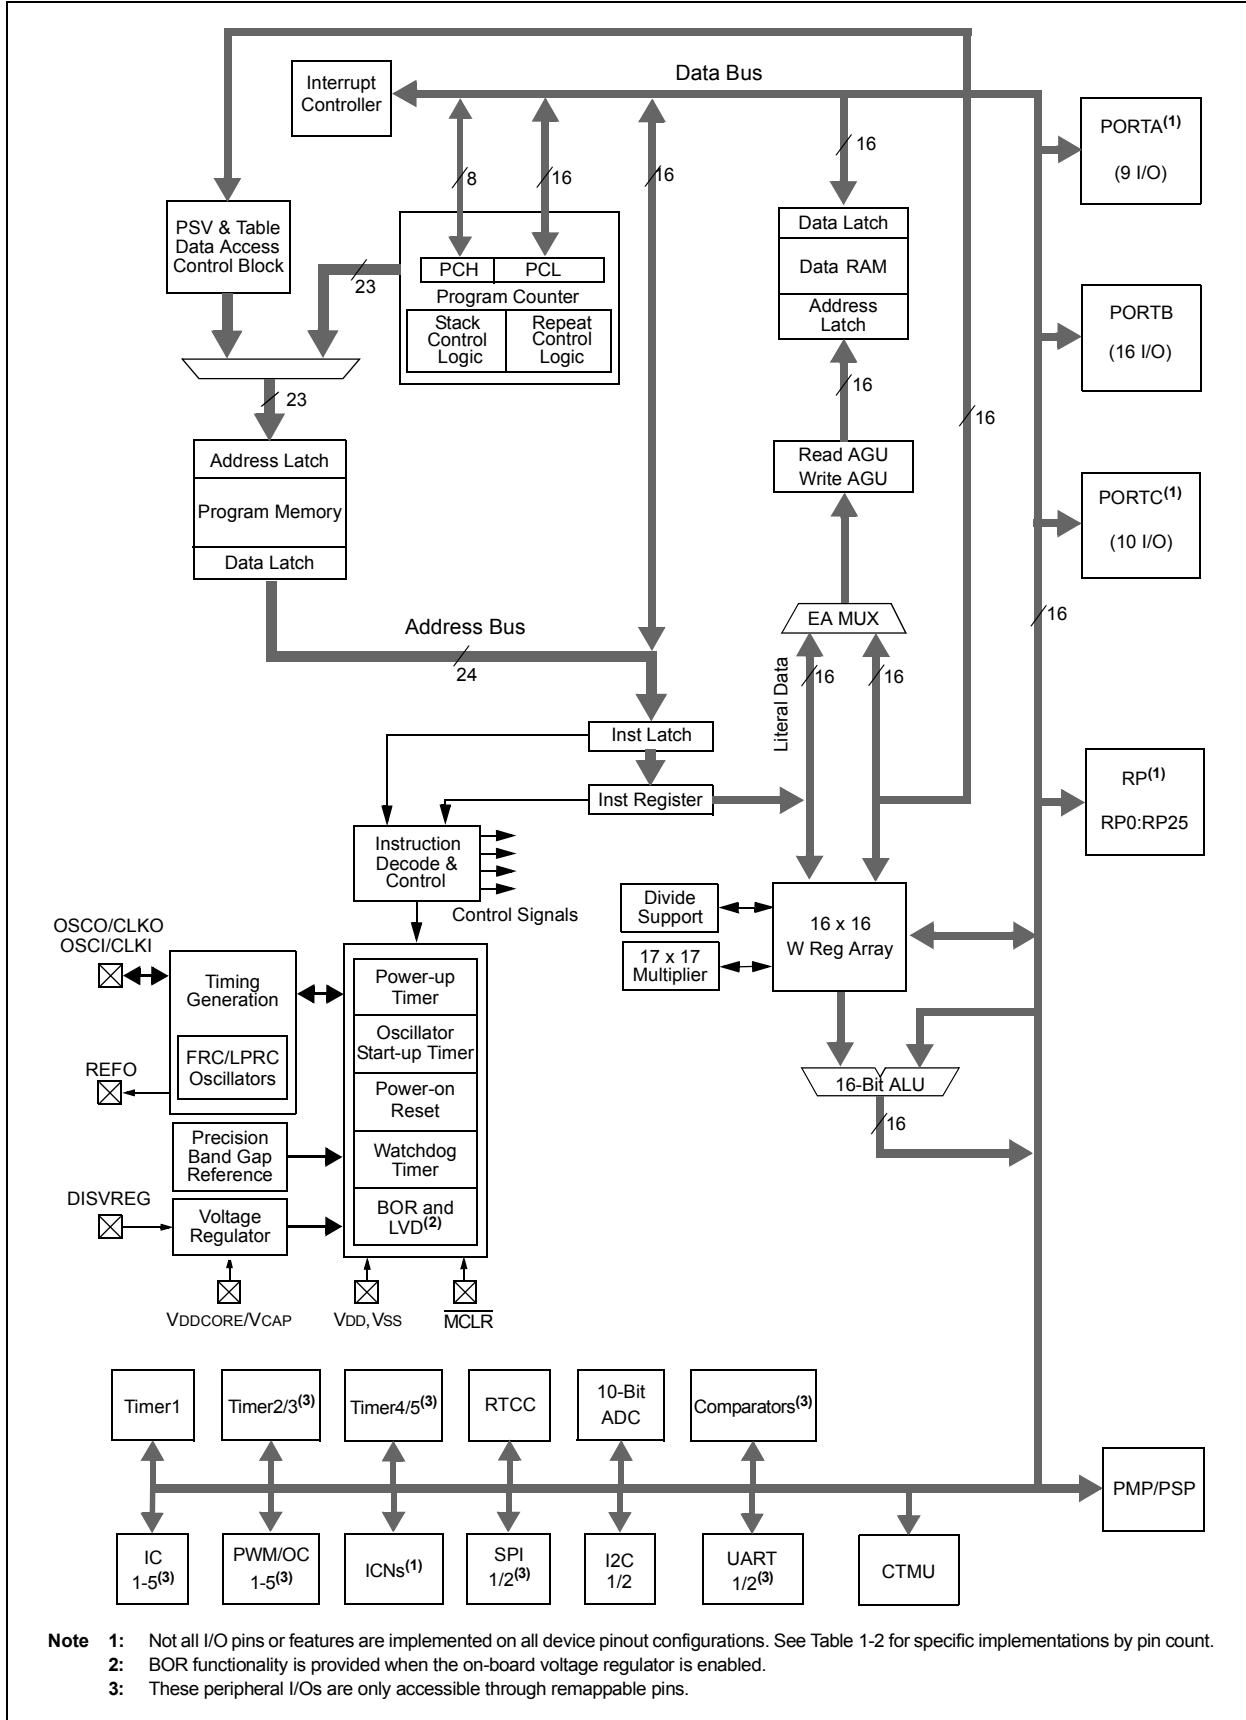 Data Bus
Interrupt
Controller
PORTA(1)
(9 I/O)
16
8
16
16
PSV & Table
Data Access
Control Block
Data Latch
Data RAM
Address
Latch
23
PCH
PCL
Program Counter
Stack
Control
Logic
Repeat
Control
Logic
PORTB
(16 I/O)
23
16
16
Address Latch
Program Memory
Data Latch
Read AGU
Write AGU
PORTC(1)
(10 I/O)
EA MUX
16
Address Bus
24
Literal Data
16
16
Inst Latch
Inst Register
RP(1)
RP0:RP25
Instruction
Decode &
Control
Control Signals
Divide
Support
17 x 17
Multiplier
16 x 16
W Reg Array
OSCO/CLKO
OSCI/CLKI
Timing
Generation
FRC/LPRC
Oscillators
REFO
Power-up
Timer
Oscillator
Start-up Timer
Power-on
Reset
Watchdog
Timer
BOR and
LVD(2)
16-Bit ALU
16
Precision
Band Gap
Reference
DISVREG
Voltage
Regulator
VDDCORE/VCAP
VDD, VSS
MCLR
Timer1
Timer2/3(3)
Timer4/5(3)
RTCC
10-Bit
ADC
Comparators(3)
PMP/PSP
IC
1-5(3)
PWM/OC
1-5(3)
ICNs(1)
SPI
1/2(3)
I2C
1/2
UART
1/2(3)
CTMU
Note 1: Not all I/O pins or features are implemented on all device pinout configurations. See Table 1-2 for specific implementations by pin count.
2: BOR functionality is provided when the on-board voltage regulator is enabled.
3: These peripheral I/Os are only accessible through remappable pins.